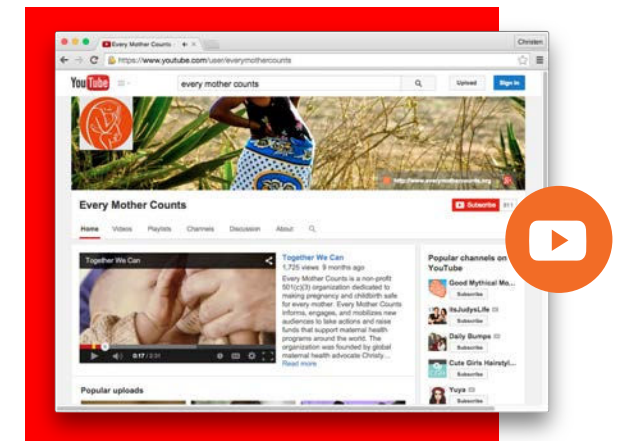 Every Mother Counts -
Christen
https://www.youtube.com/user/everymothercounts
YouTube
every mother counts
Upload
Sign in
http://www.everymothercounts.org
Every Mother Counts
Subscribe
Home Videos Playlists Channels Discussion About
Together We Can
Together We Can
1,725 views 9 months ago
Every Mother Counts is a non-profit
501(c)(3) organization dedicated to
making pregnancy and childbirth safe
for every mother. Every Mother Counts
informs, engages, and mobilizes new
audiences to take actions and raise
funds that support maternal health
programs around the world. The
organization was founded by global
maternal health advocate Christy...
Read more
0:17 / 2:31
Popular channels on
YouTube
Good Mythical Mo...
Subscribe
ItsJudysLife
Subscribe
Daily Bumps
Subscribe
Cute Girls Hairstyl...
Subscribe
Yuya
Subscribe
Popular uploads